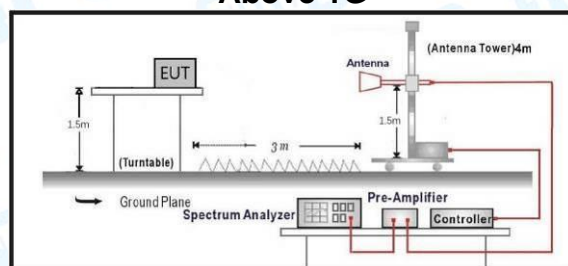 Above 1G
(Antenna Tower)4m
Antenna
EUT
1.5m
1.5m
3m
(Turntable)
Ground Plane
Pre-Amplifier
Spectrum Analyzer
Controller